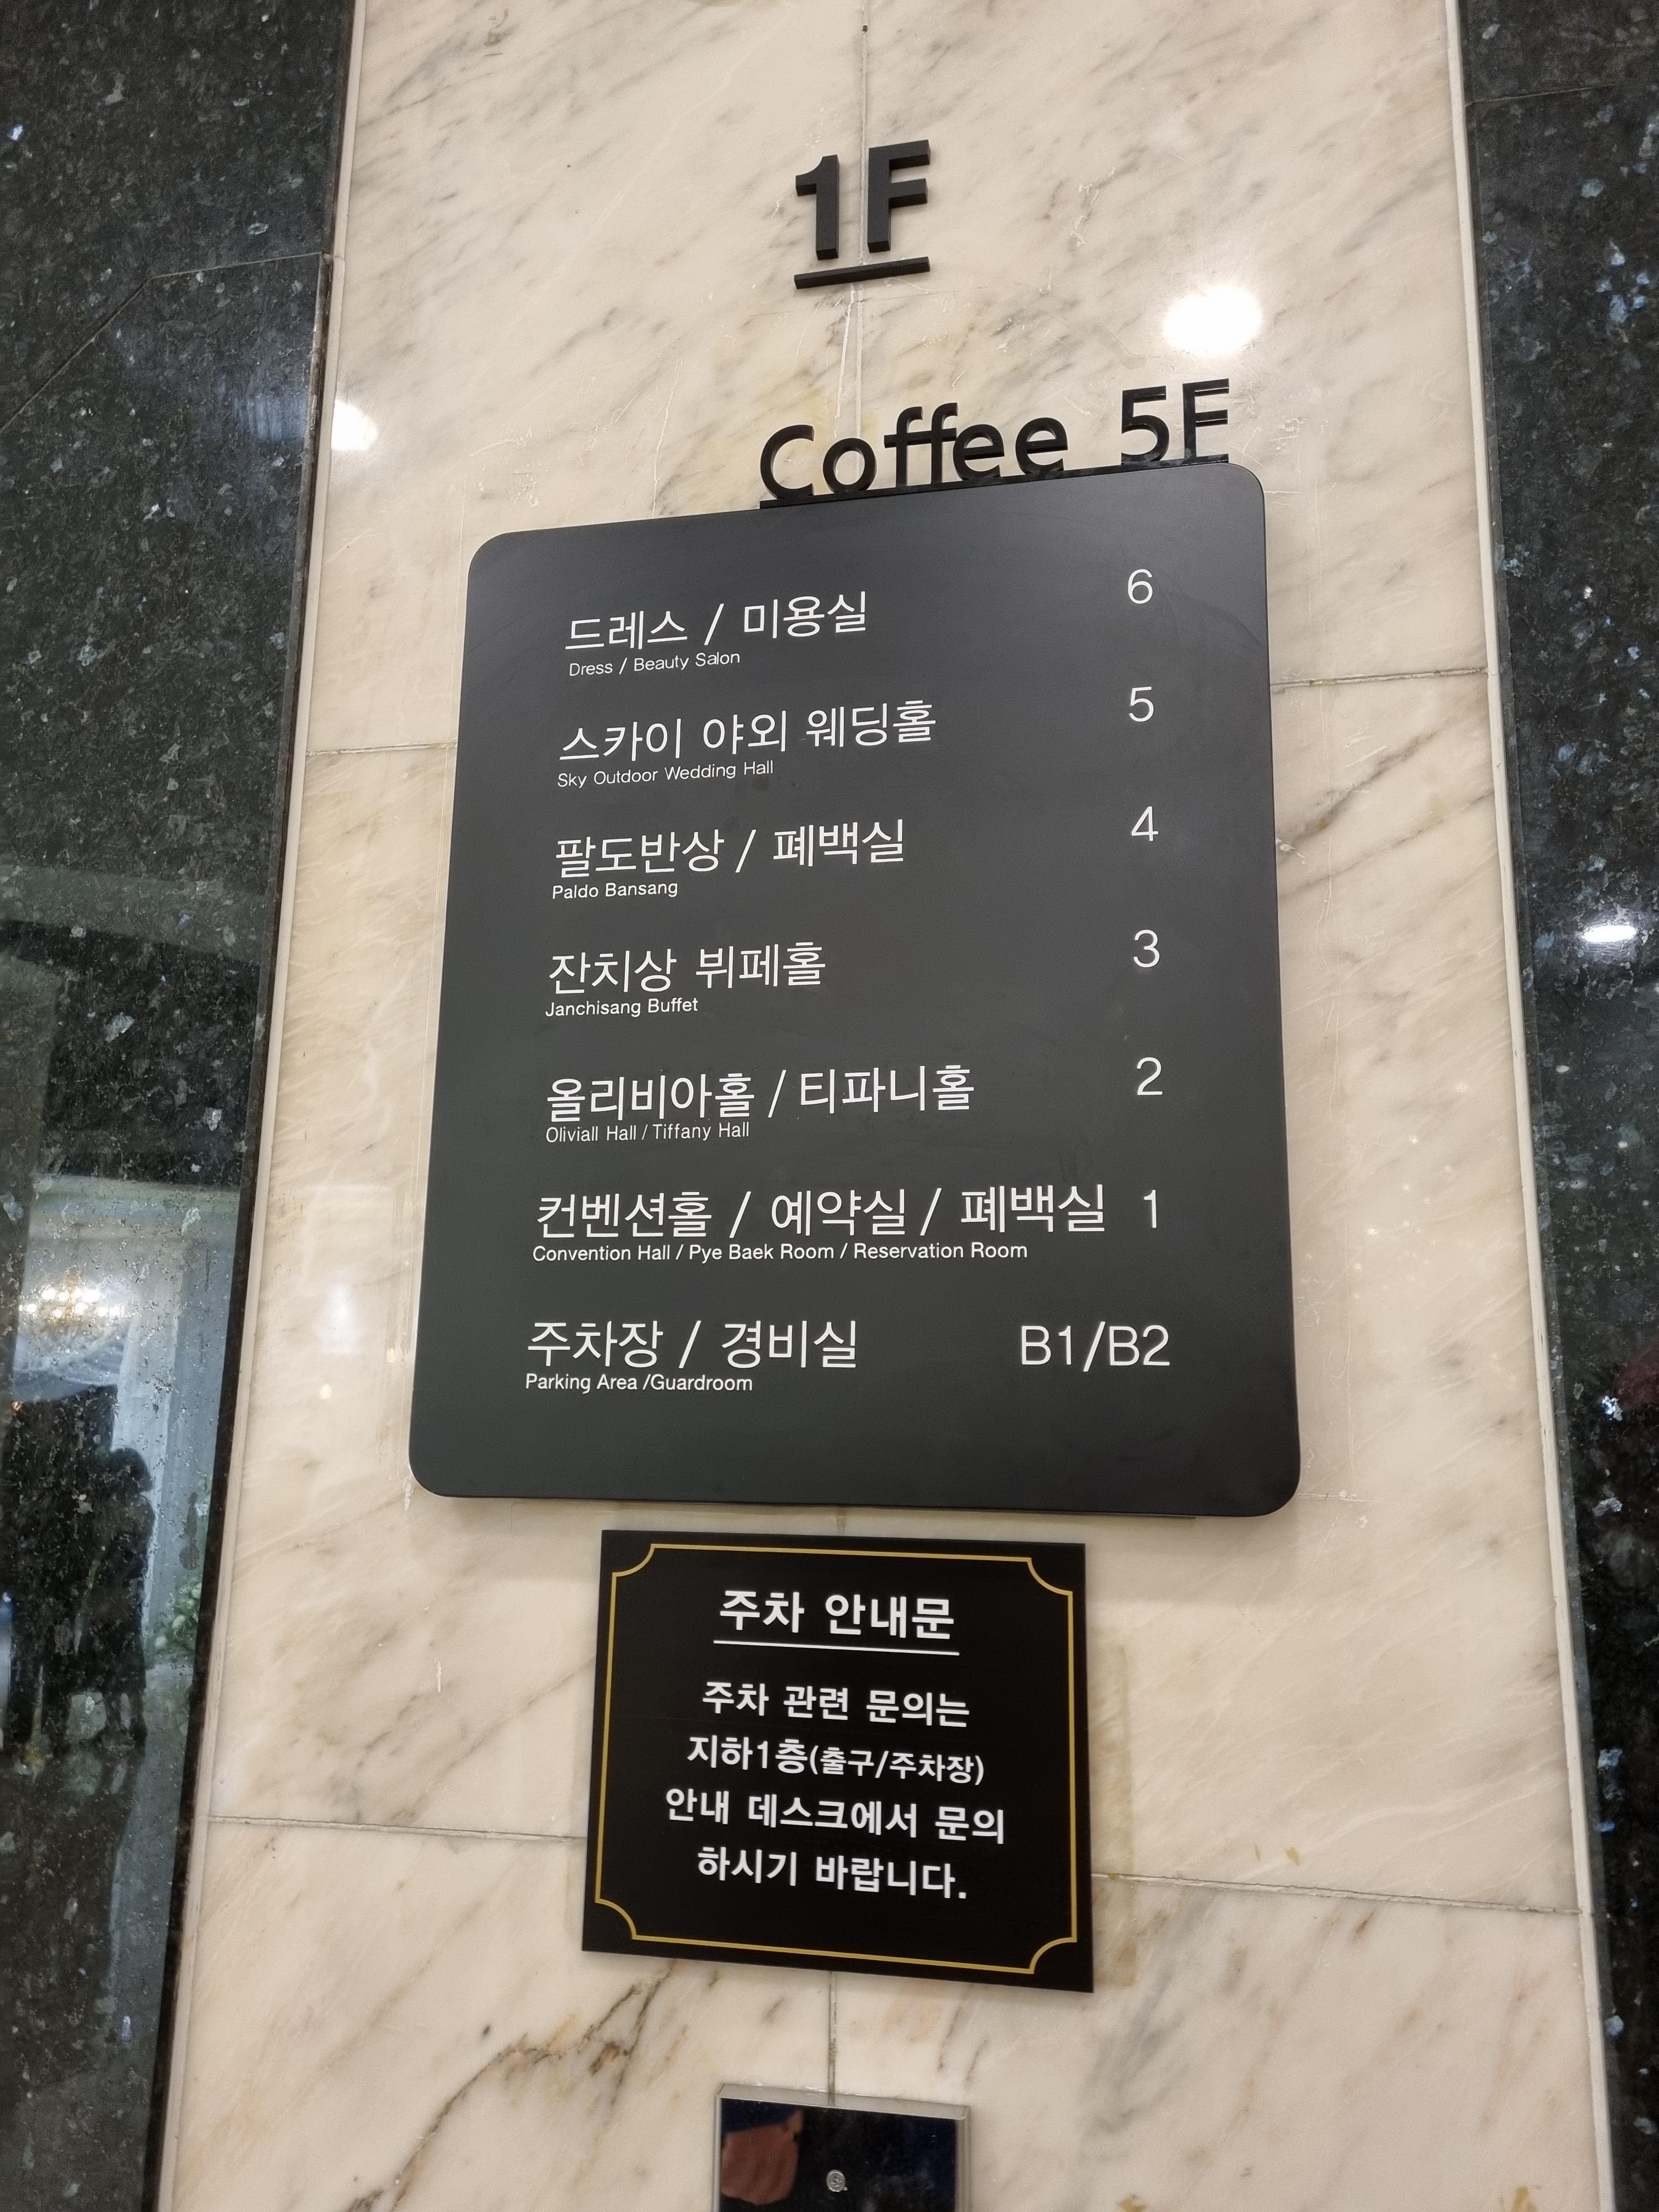 1F
Coffee 5F
드레스 / 미용실 6
Dress / Beauty Salon
스카이 야외 웨딩홀 5
Sky Outdoor Wedding Hall
팔도반상 / 폐백실 4
Paldo Bansang
잔치상 뷔페홀 3
Janchisang Buffet
올리비아홀 / 티파니홀 2
Oliviall Hall / Tiffany Hall
컨벤션홀 / 예약실 / 폐백실 1
Convention Hall / Pye Baek Room / Reservation Room
주차장 / 경비실 B1/B2
Parking Area /Guardroom
주차 안내문
주차 관련 문의는
지하1층(출구/주차장)
안내 데스크에서 문의
하시기 바랍니다.